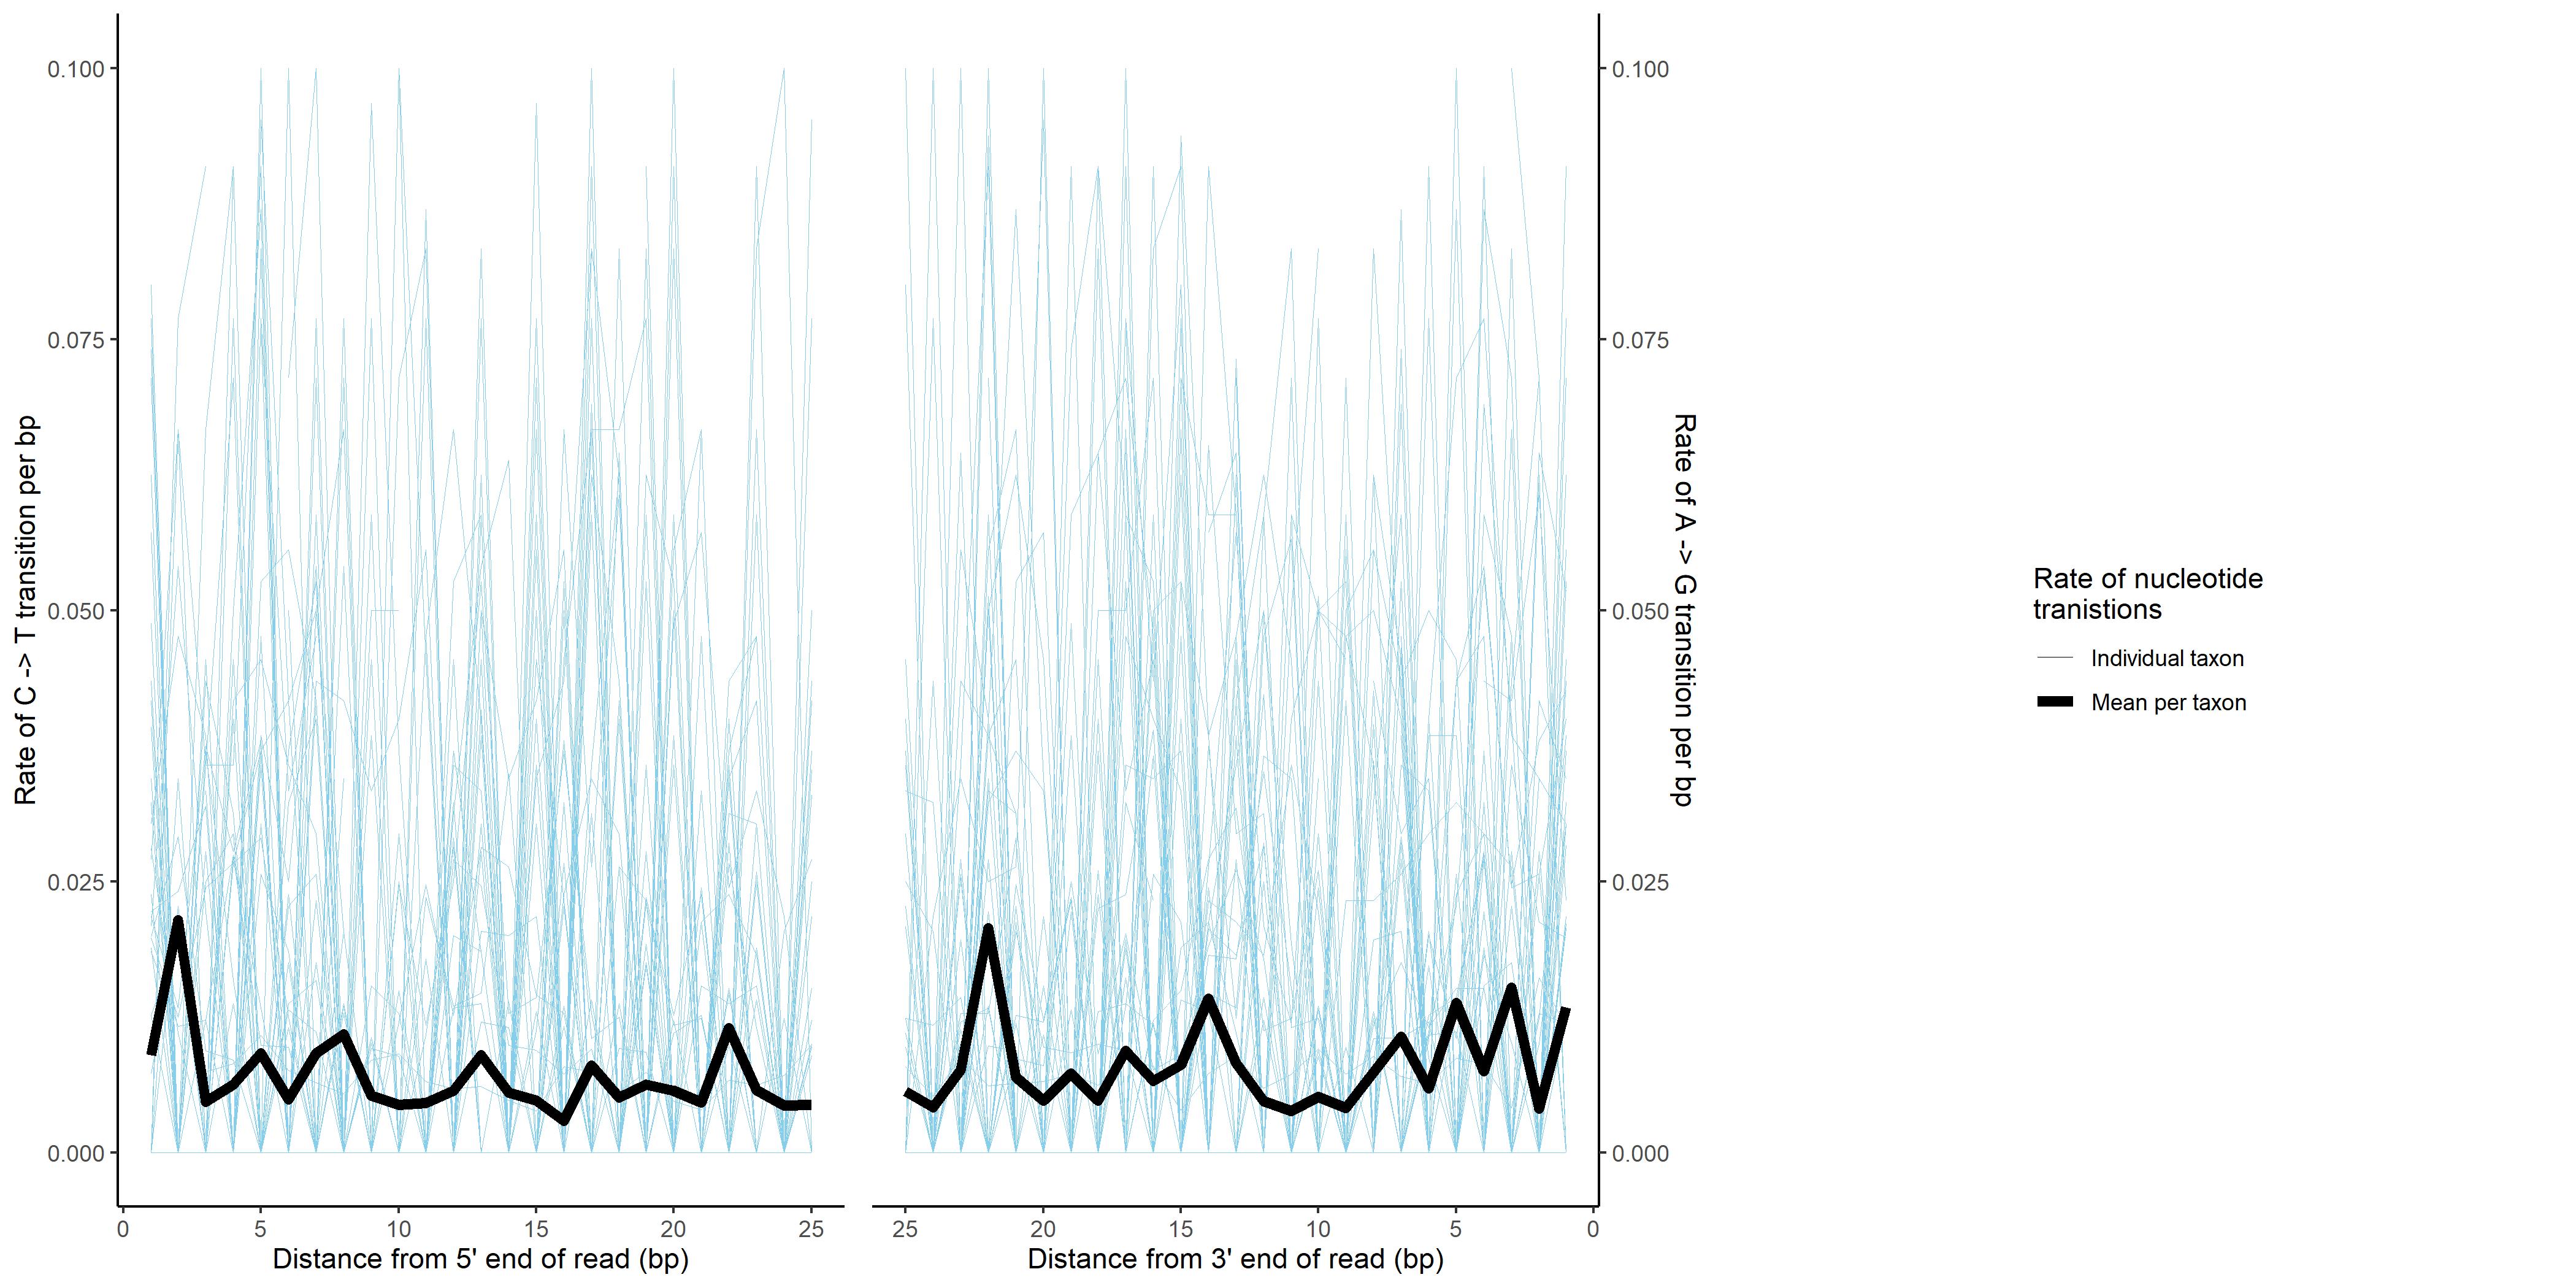 Rate of C -> T transition per bp
0.100
0.075
0.050
0.025
0.000
0
5
10
15
20
25
Distance from 5' end of read (bp)
25
20
15
10
5
0
Distance from 3' end of read (bp)
0.100
0.075
0.050
0.025
0.000
Rate of A -> G transition per bp
Rate of nucleotide
tranistions
Individual taxon
Mean per taxon